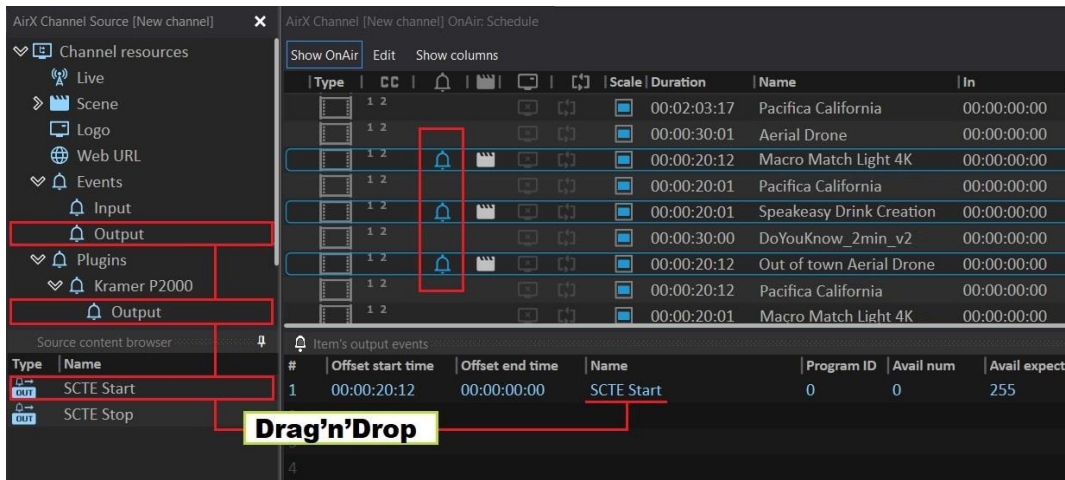 AirX Channel Source [New channel]
Channel resources
Live
Scene
Logo
Web URL
Events
Input
Output
Plugins
Kramer P2000
Output
Source content browser
Type Name
OUT SCTE Start
OUT SCTE Stop
AirX Channel [New channel] OnAir: Schedule
Show OnAir Edit Show columns
Type CC Scale Duration Name In
1 2 00:02:03:17 Pacifica California 00:00:00:00
1 2 00:00:30:01 Aerial Drone 00:00:00:00
1 2 00:00:20:12 Macro Match Light 4K 00:00:00:00
1 2 00:00:20:01 Pacifica California 00:00:00:00
1 2 00:00:20:01 Speakeasy Drink Creation 00:00:00:00
1 2 00:00:30:00 DoYouKnow_2min_v2 00:00:00:00
1 2 00:00:20:12 Out of town Aerial Drone 00:00:00:00
1 2 00:00:20:12 Pacifica California 00:00:00:00
1 2 00:00:20:01 Macro Match Light 4K 00:00:00:00
Item's output events
# Offset start time Offset end time Name Program ID Avail num Avail expect
1 00:00:20:12 00:00:00:00 SCTE Start 0 0 255
Drag'n'Drop
4